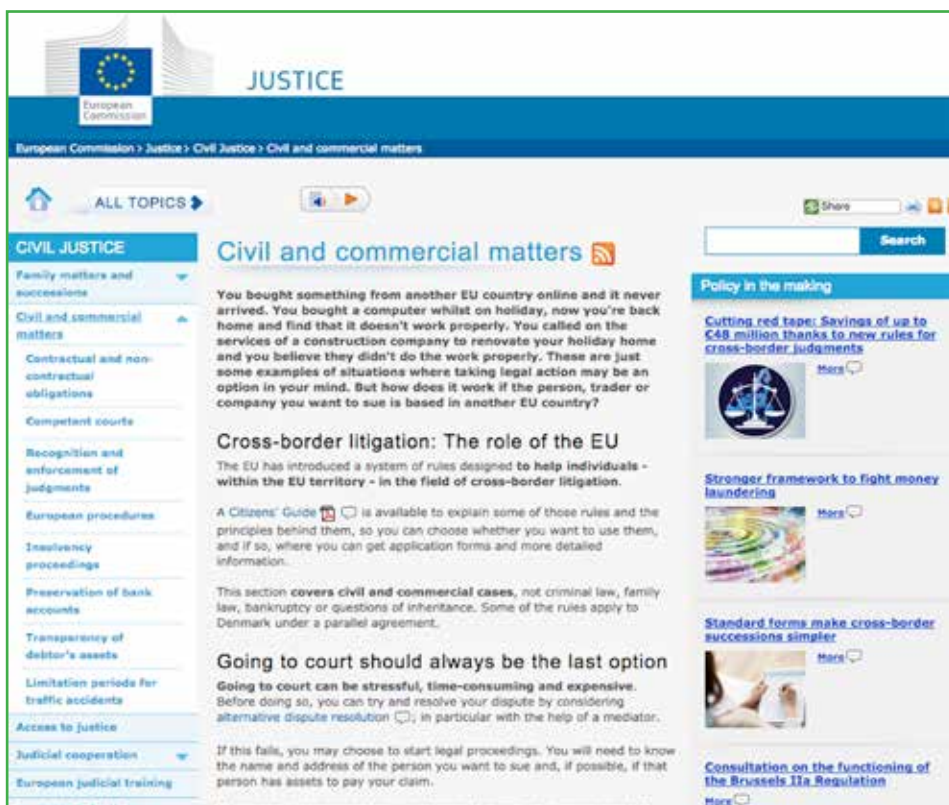 European
Commission
JUSTICE
European Commission > Justice > Civil Justice > Civil and commercial matters
ALL TOPICS
Share
Search
CIVIL JUSTICE
Family matters and
successions
Civil and commercial
matters
Contractual and non-
contractual
obligations
Competent courts
Recognition and
enforcement of
judgments
European procedures
Insolvency
proceedings
Preservation of bank
accounts
Transparency of
debtor's assets
Limitation periods for
traffic accidents
Access to justice
Judicial cooperation
European judicial training
Civil and commercial matters
You bought something from another EU country online and it never
arrived. You bought a computer whilst on holiday, now you're back
home and find that it doesn't work properly. You called on the
services of a construction company to renovate your holiday home
and you believe they didn't do the work properly. These are just
some examples of situations where taking legal action may be an
option in your mind. But how does it work if the person, trader or
company you want to sue is based in another EU country?
Cross-border litigation: The role of the EU
The EU has introduced a system of rules designed to help individuals -
within the EU territory - in the field of cross-border litigation.
A Citizens' Guide is available to explain some of those rules and the
principles behind them, so you can choose whether you want to use them,
and if so, where you can get application forms and more detailed
information.
This section covers civil and commercial cases, not criminal law, family
law, bankruptcy or questions of inheritance. Some of the rules apply to
Denmark under a parallel agreement.
Going to court should always be the last option
Going to court can be stressful, time-consuming and expensive.
Before doing so, you can try and resolve your dispute by considering
alternative dispute resolution, in particular with the help of a mediator.
If this fails, you may choose to start legal proceedings. You will need to know
the name and address of the person you want to sue and, if possible, if that
person has assets to pay your claim.
Policy in the making
Cutting red tape: Savings of up to
€48 million thanks to new rules for
cross-border judgments
More
Stronger framework to fight money
laundering
More
Standard forms make cross-border
successions simpler
More
Consultation on the functioning of
the Brussels IIa Regulation
More